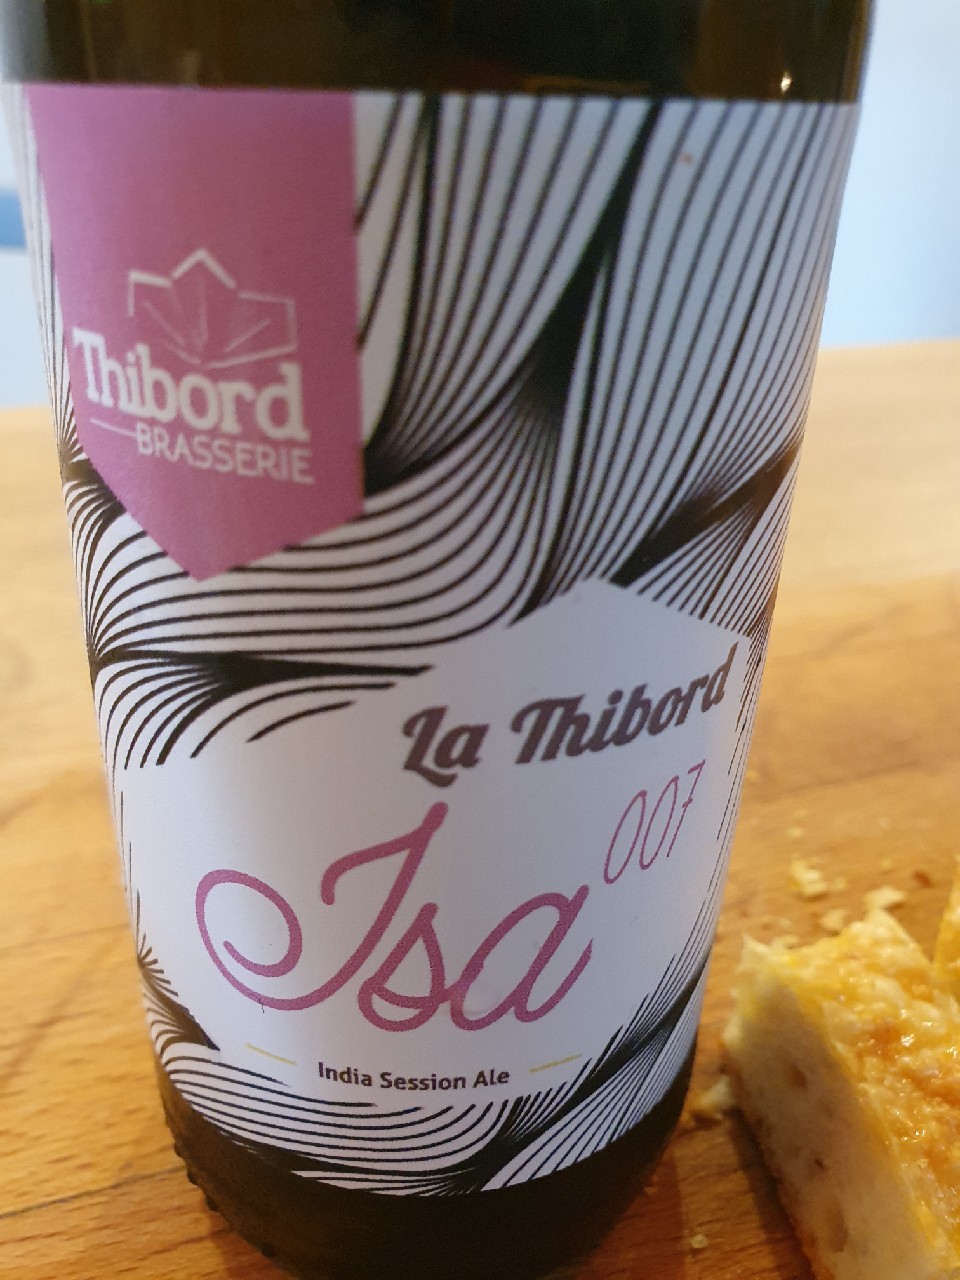 Thibord
BRASSERIE
La Thibord
Isa 007
India Session Ale